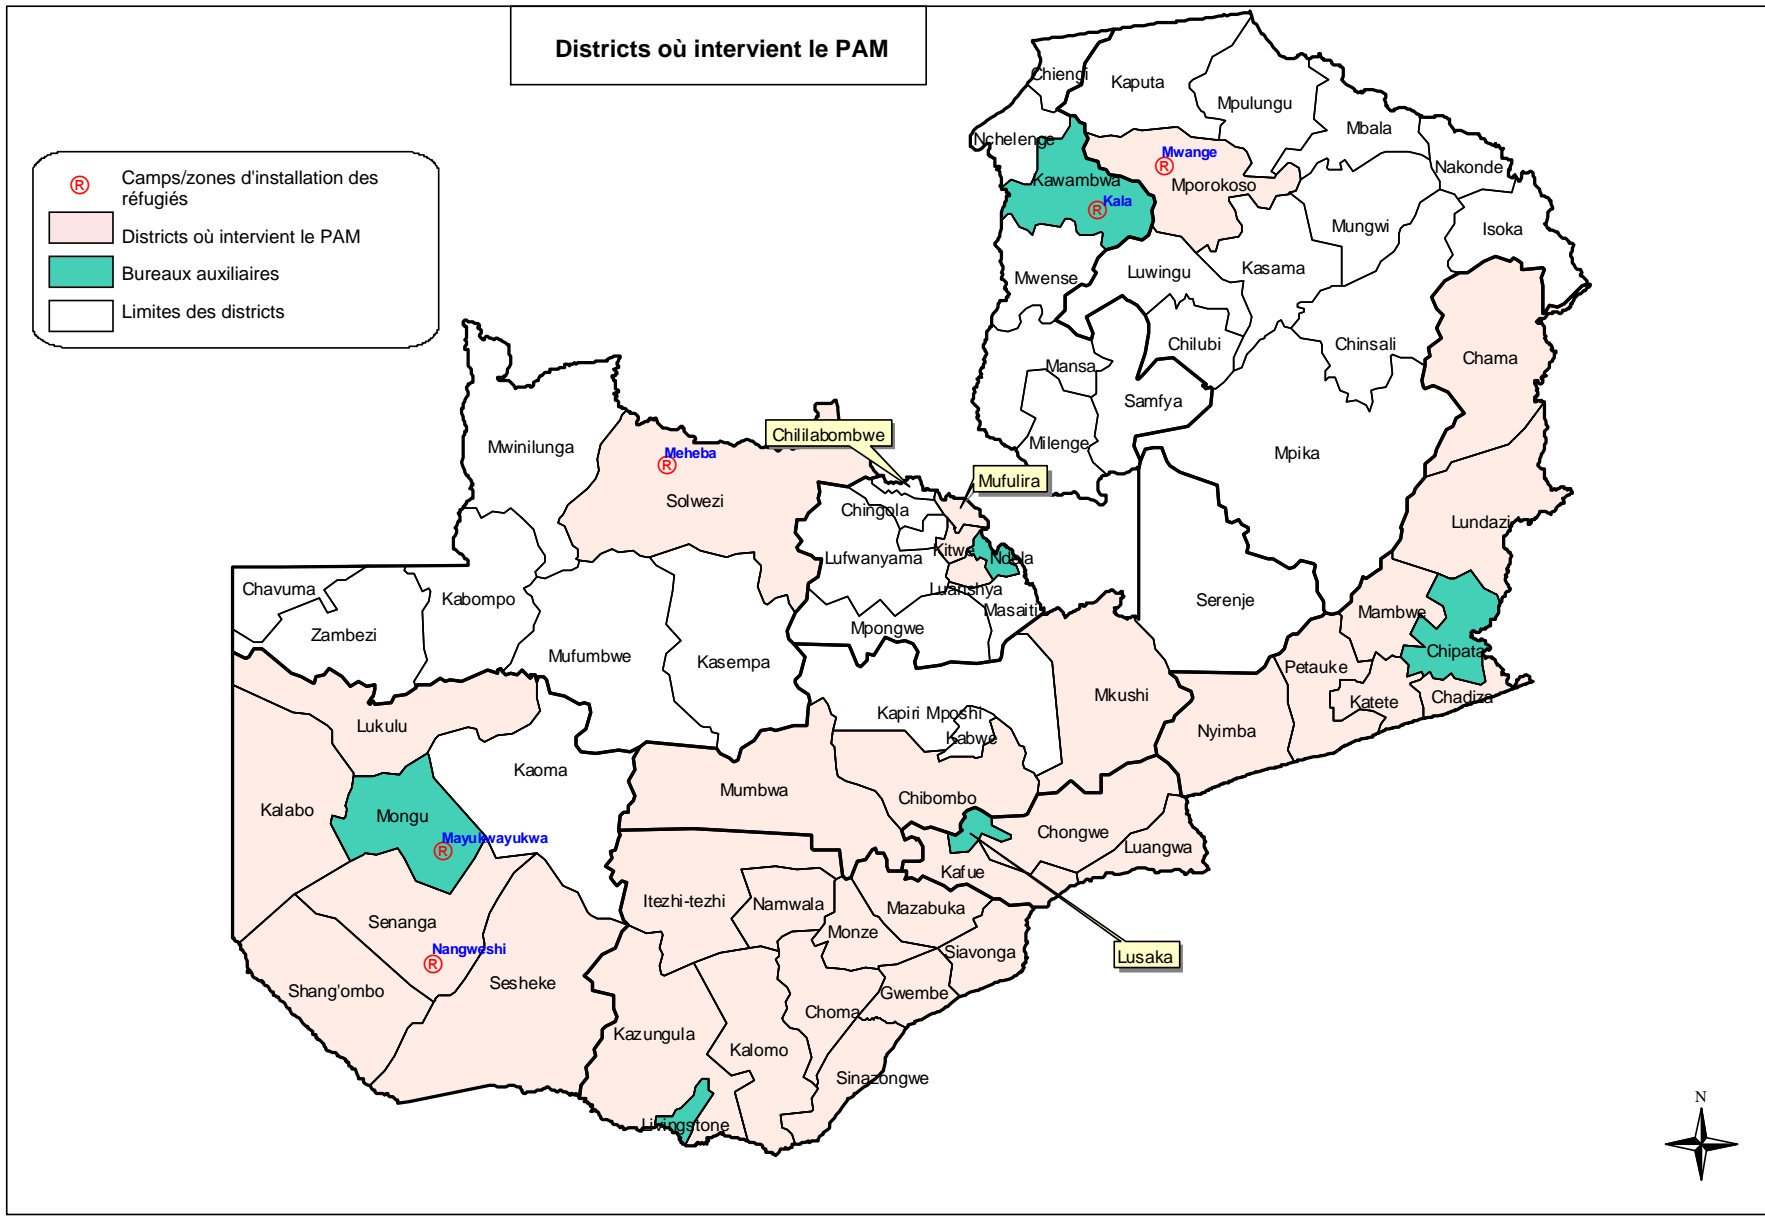 Districts où intervient le PAM
® Camps/zones d'installation des
réfugiés
Districts où intervient le PAM
Bureaux auxiliaires
Limites des districts
Chiengi
Kaputa
Mpulungu
Mbala
Nchelenge
Mwange
Nakonde
Kawambwa
Mporokoso
Kala
Mungwi
Isoka
Mwense
Luwingu
Kasama
Chilubi
Chinsali
Mansa
Chama
Samfya
Milenge
Mpika
Mwinilunga
Chililabombwe
Meheba
Solwezi
Mufulira
Chingola
Lundazi
Kitwe
Ndola
Lufwanyama
Luanshya
Masaiti
Chavuma
Kabompo
Zambezi
Mpongwe
Serenje
Mambwe
Chipata
Mufumbwe
Kasempa
Petauke
Mkushi
Katete
Chadiza
Lukulu
Kapiri Mposhi
Kabwe
Nyimba
Kaoma
Mumbwa
Chibombo
Kalabo
Mongu
Mayukwayukwa
Chongwe
Luangwa
Kafue
Itezhi-tezhi
Namwala
Mazabuka
Senanga
Monze
Siavonga
Lusaka
Nangweshi
Sesheke
Shang'ombo
Gwembe
Choma
Kazungula
Kalomo
Sinazongwe
Livingstone
N